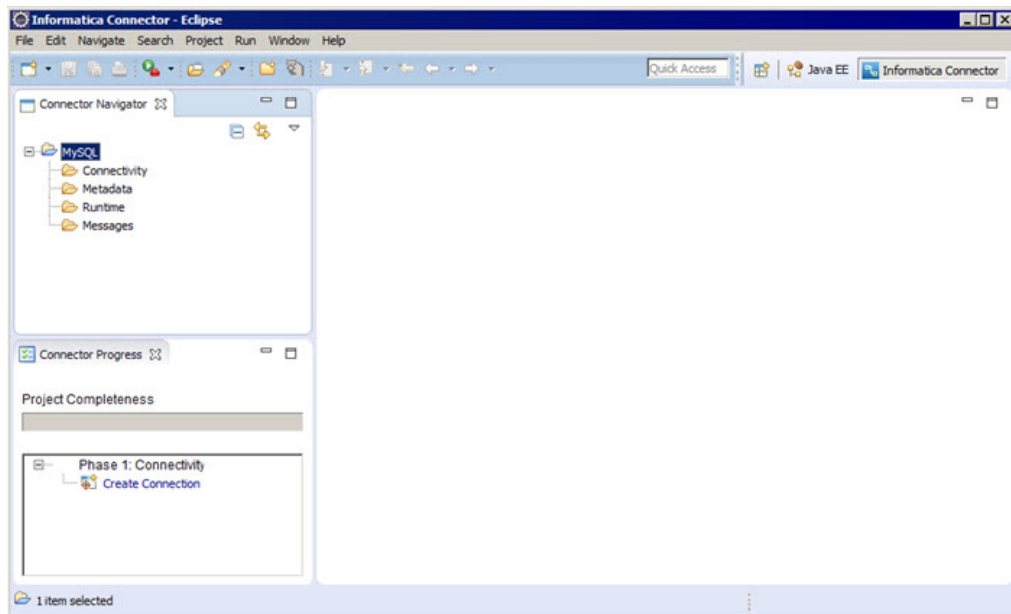 Informatica Connector - Eclipse
File Edit Navigate Search Project Run Window Help
Quick Access Java EE Informatica Connector
Connector Navigator
MySQL
Connectivity
Metadata
Runtime
Messages
Connector Progress
Project Completeness
Phase 1: Connectivity
Create Connection
1 item selected